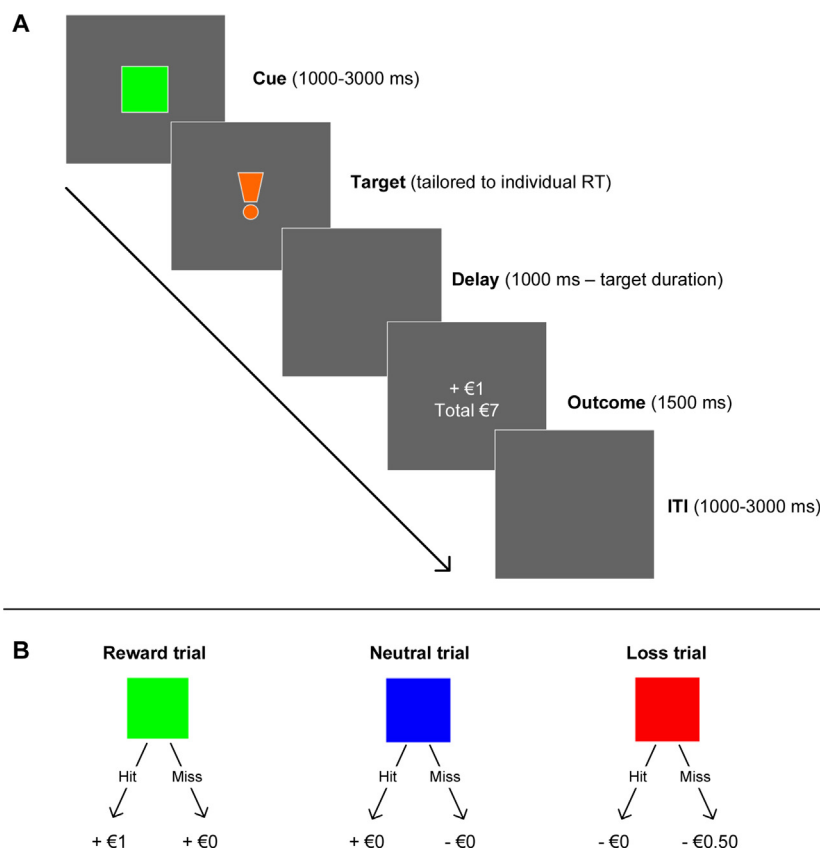 A
Cue (1000-3000 ms)
Target (tailored to individual RT)
Delay (1000 ms – target duration)
+ €1
Total €7
Outcome (1500 ms)
ITI (1000-3000 ms)
B
Reward trial
Neutral trial
Loss trial
Hit
Miss
Hit
Miss
Hit
Miss
+ €1
+ €0
+ €0
- €0
- €0
- €0.50